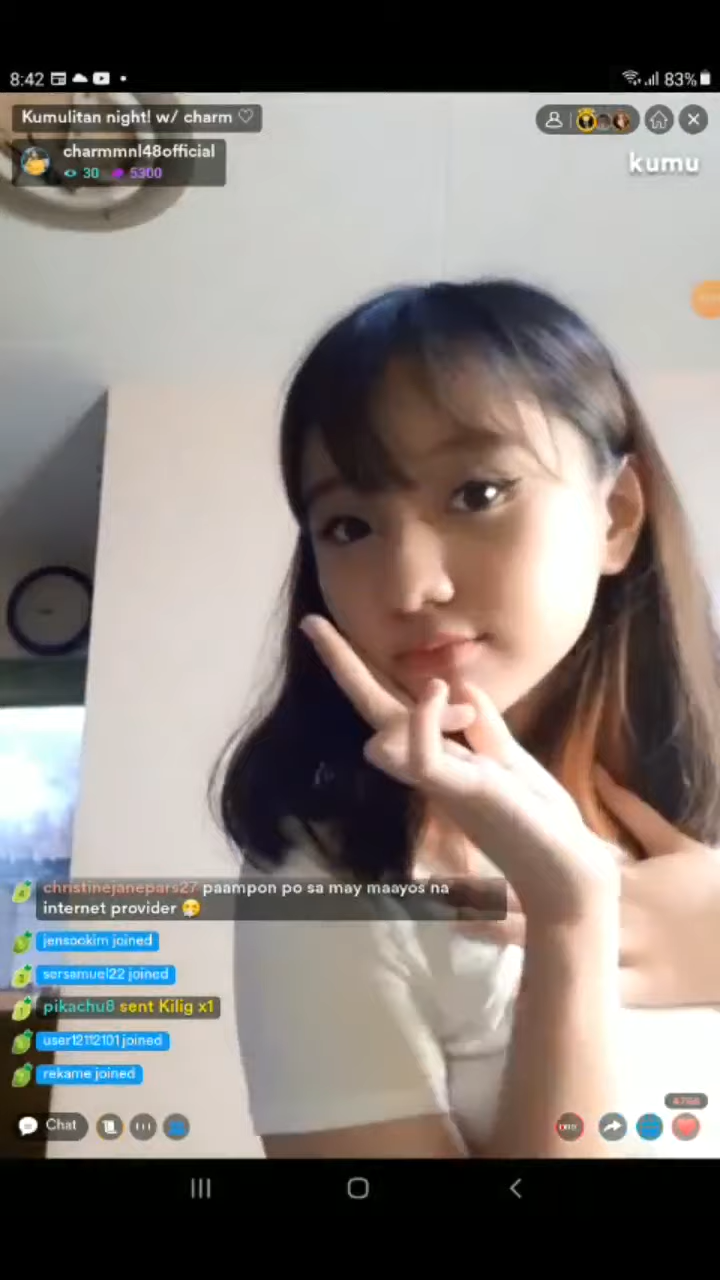 8:42
83%
Kumulitan night! w/ charm ♡
charmmnl48official
30 5300
kumu
christinejanepars27 paampon po sa may maayos na
internet provider 🤧
jensookim joined
sersamuel22 joined
pikachu8 sent Kilig x1
user12112101 joined
rekame joined
Chat